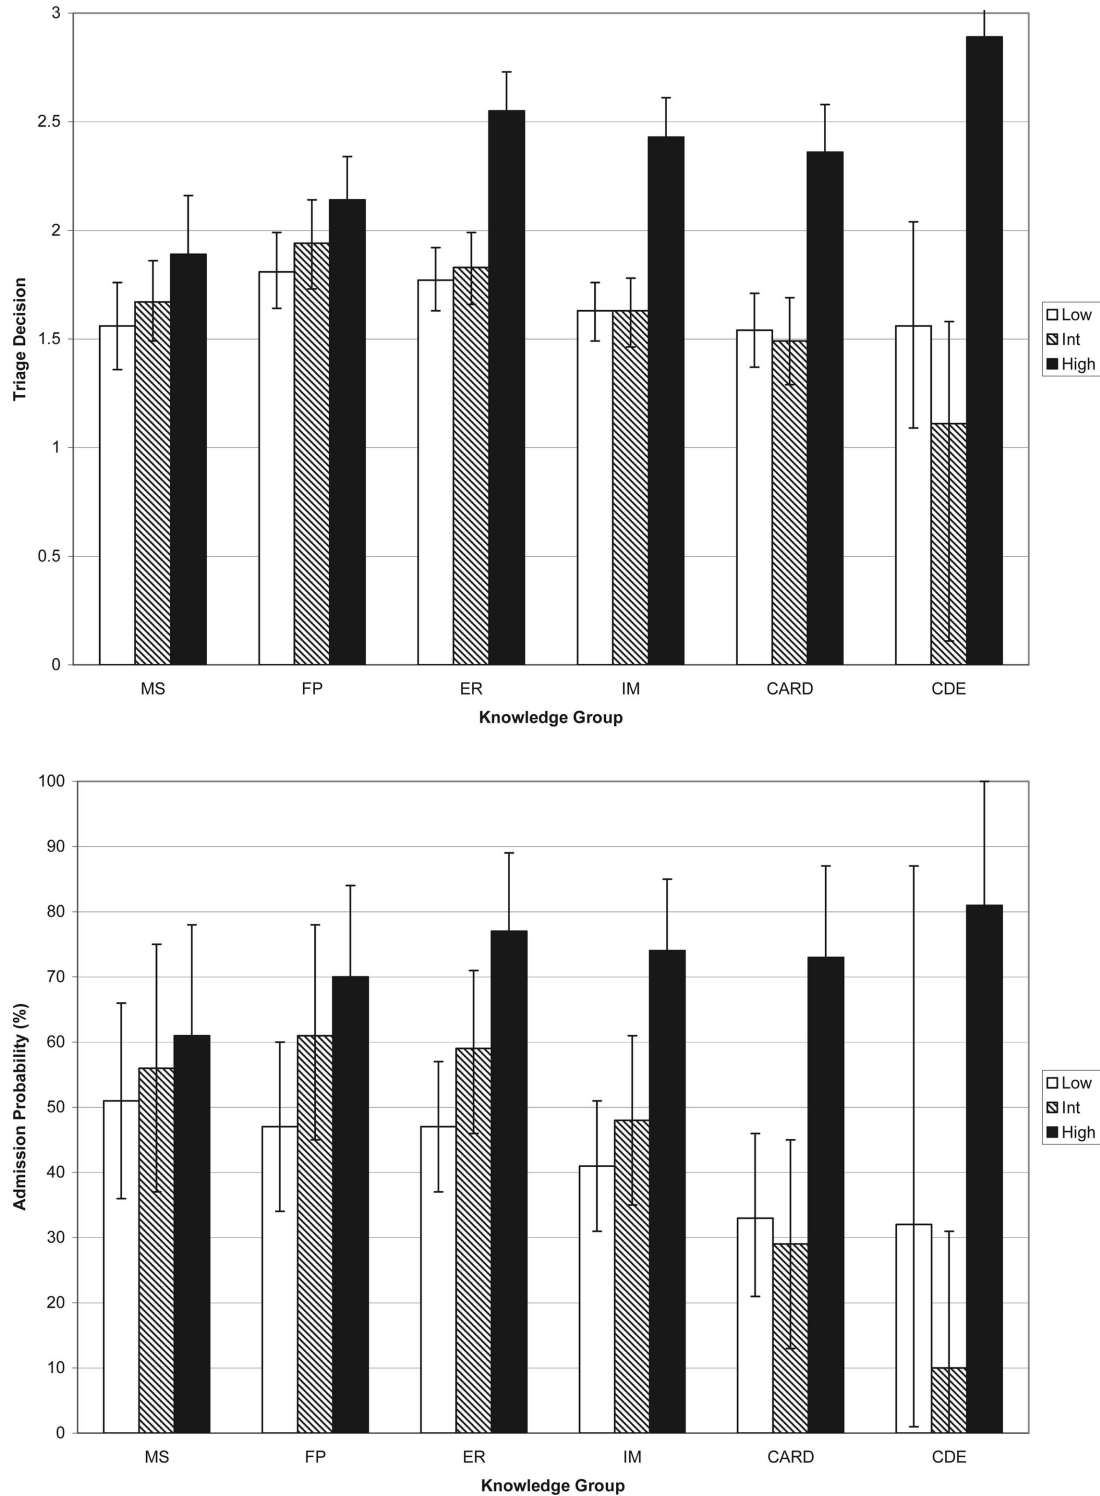 3
2.5
2
1.5
1
0.5
0
Triage Decision
MS FP ER IM CARD CDE
Knowledge Group
Low
Int
High
100
90
80
70
60
50
40
30
20
10
0
Admission Probability (%)
MS FP ER IM CARD CDE
Knowledge Group
Low
Int
High